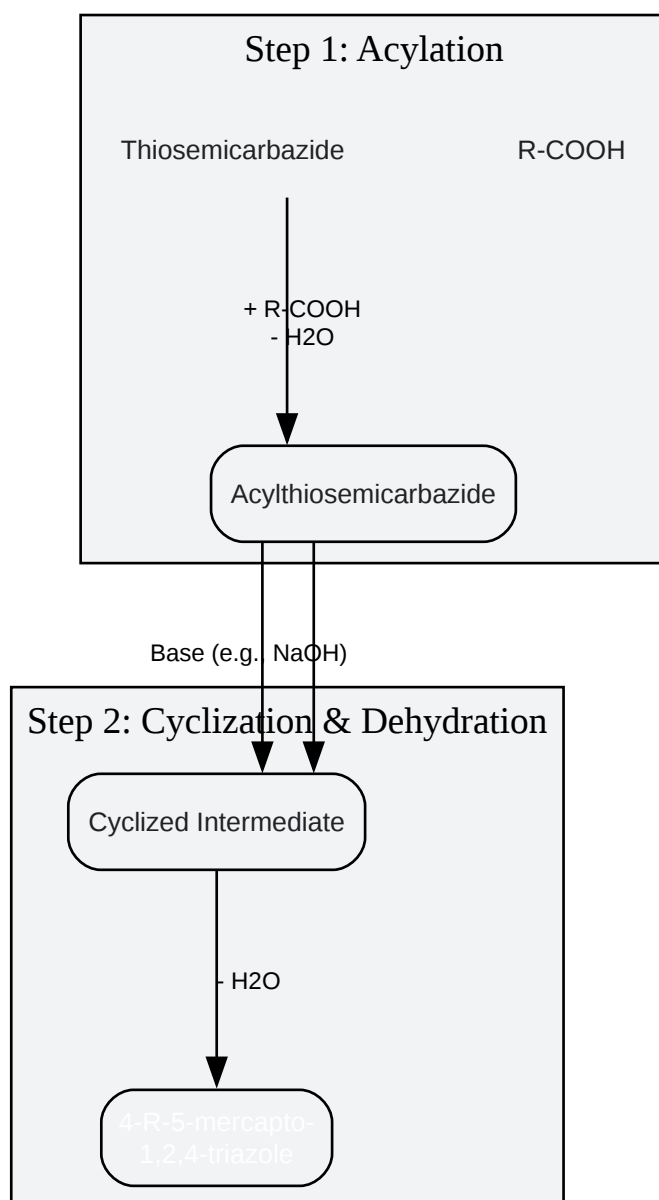 Step 1: Acylation
Thiosemicarbazide
R-COOH
+ R-COOH
- H2O
Acylthiosemicarbazide
Base (e.g., NaOH)
Step 2: Cyclization & Dehydration
Cyclized Intermediate
- H2O
4-R-5-mercapto-
1,2,4-triazole